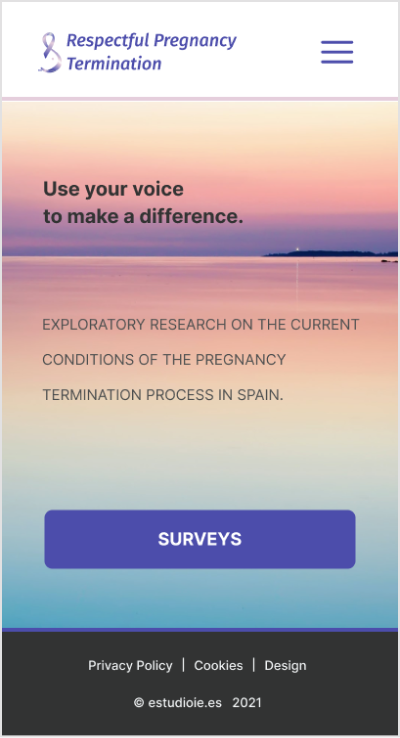 Respectful Pregnancy
Termination
Use your voice
to make a difference.
EXPLORATORY RESEARCH ON THE CURRENT
CONDITIONS OF THE PREGNANCY
TERMINATION PROCESS IN SPAIN.
SURVEYS
Privacy Policy | Cookies | Design
© estudioie.es 2021